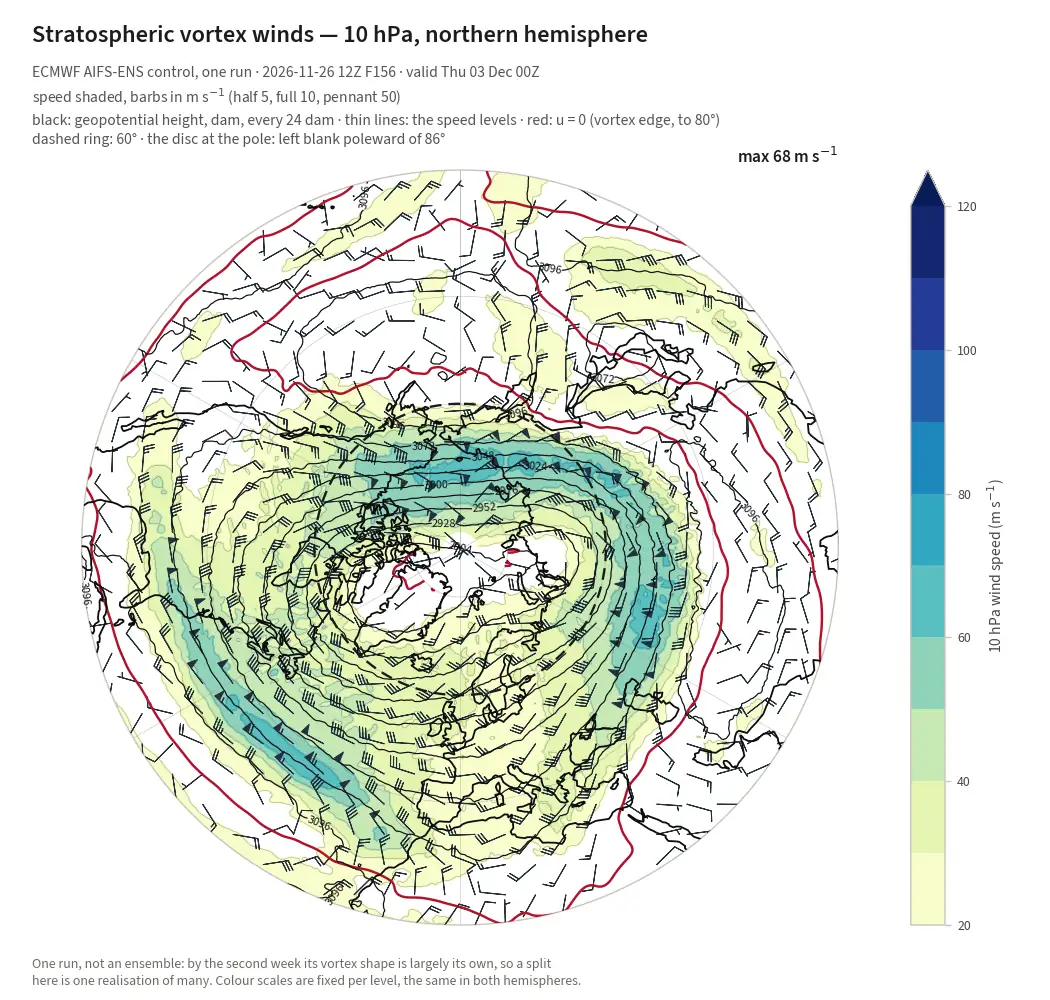 Stratospheric vortex winds — 10 hPa, northern hemisphere
ECMWF AIFS-ENS control, one run · 2026-11-26 12Z F156 · valid Thu 03 Dec 00Z
speed shaded, barbs in m s⁻¹ (half 5, full 10, pennant 50)
black: geopotential height, dam, every 24 dam · thin lines: the speed levels · red: u = 0 (vortex edge, to 80°)
dashed ring: 60° · the disc at the pole: left blank poleward of 86°
max 68 m s⁻¹
3096
3096
3072
3024
2952
2928
3096
3096
3096
120
100
80
60
40
20
10 hPa wind speed (m s⁻¹)
One run, not an ensemble: by the second week its vortex shape is largely its own, so a split
here is one realisation of many. Colour scales are fixed per level, the same in both hemispheres.